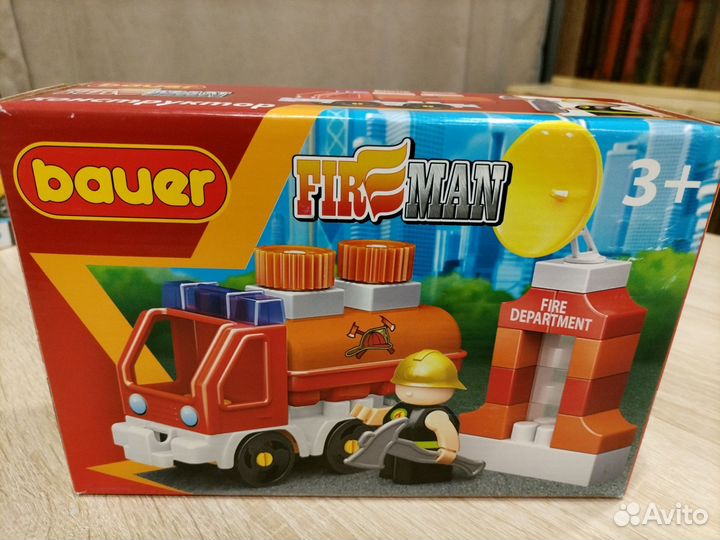 конструктор
bauer
FIREMAN
3+
FIRE
DEPARTMENT
Avito